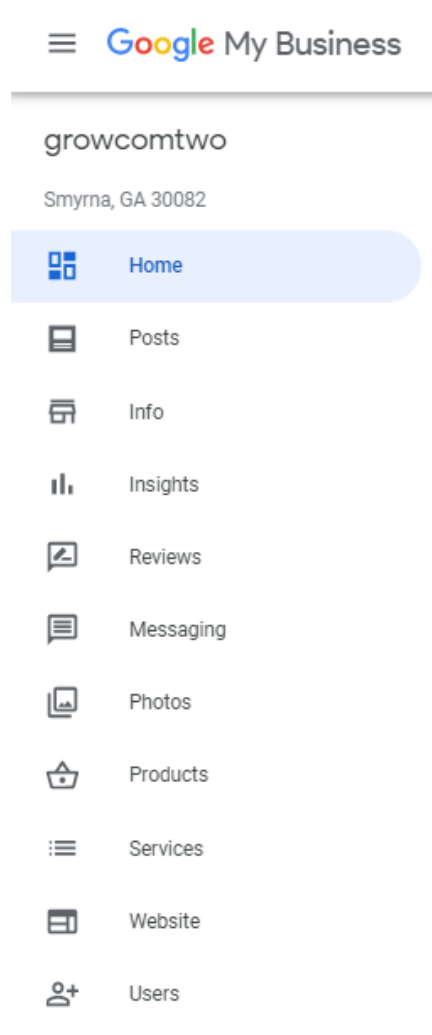 Google My Business
growcomtwo
Smyrna, GA 30082
Home
Posts
Info
Insights
Reviews
Messaging
Photos
Products
Services
Website
Users